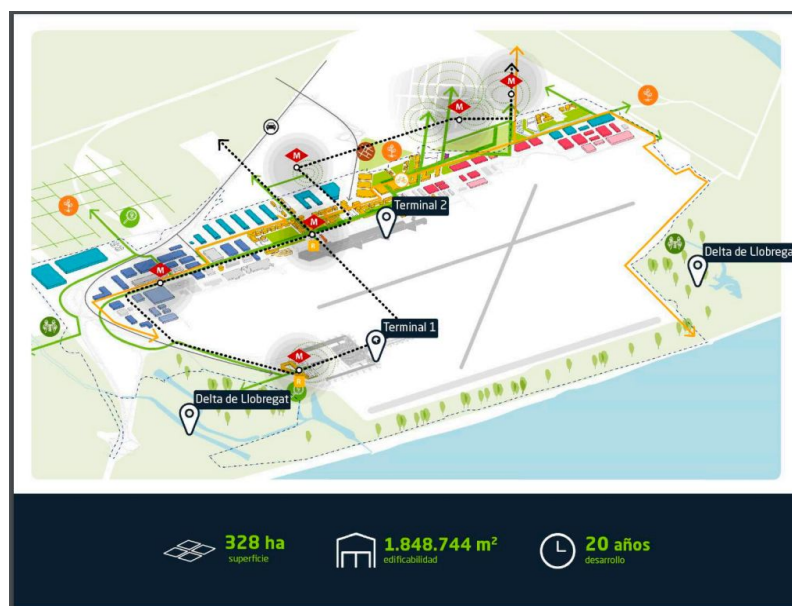 M
M
M
M
Terminal 2
R
M
Delta de Llobregat
Terminal 1
M
R
Delta de Llobregat
328 ha
superficie
1.848.744 m²
edificabilidad
20 años
desarrollo